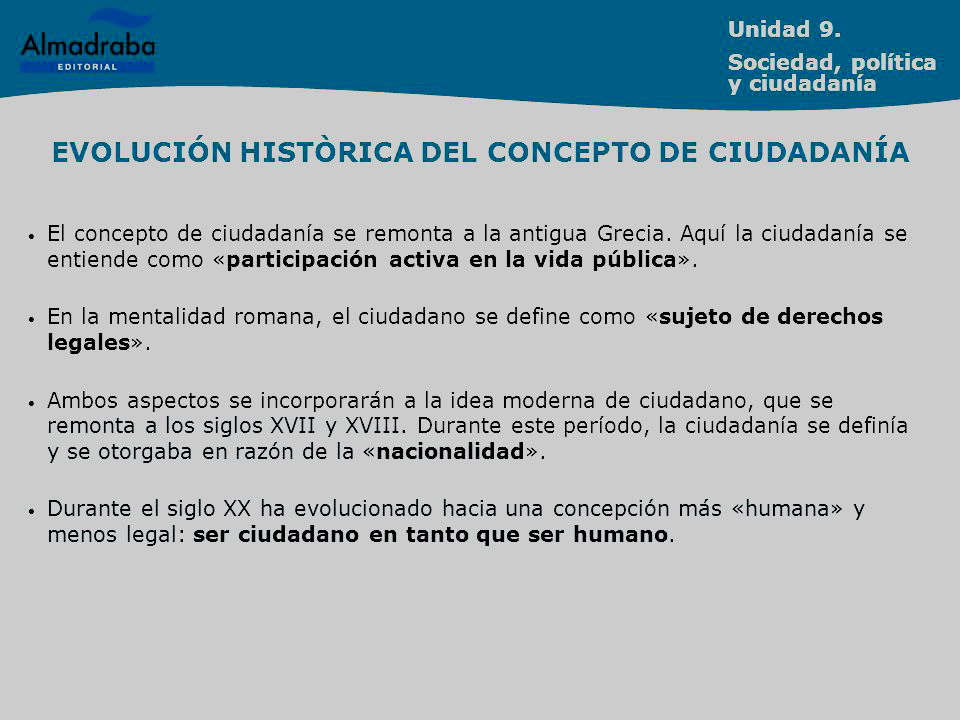 Almadraba
EDITORIAL
Unidad 9.
Sociedad, política
y ciudadanía
EVOLUCIÓN HISTÒRICA DEL CONCEPTO DE CIUDADANÍA
• El concepto de ciudadanía se remonta a la antigua Grecia. Aquí la ciudadanía se
entiende como «participación activa en la vida pública».
• En la mentalidad romana, el ciudadano se define como «sujeto de derechos
legales».
• Ambos aspectos se incorporarán a la idea moderna de ciudadano, que se
remonta a los siglos XVII y XVIII. Durante este período, la ciudadanía se definía
y se otorgaba en razón de la «nacionalidad».
• Durante el siglo XX ha evolucionado hacia una concepción más «humana» y
menos legal: ser ciudadano en tanto que ser humano.